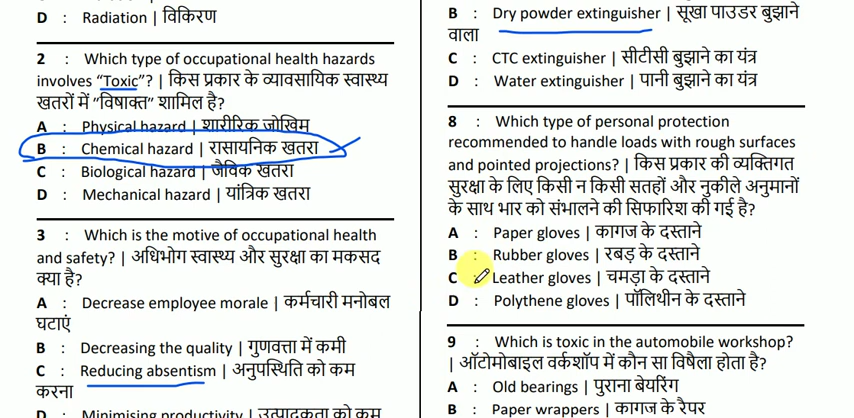 D : Radiation | विकिरण
2 : Which type of occupational health hazards
involves “Toxic”? | किस प्रकार के व्यावसायिक स्वास्थ्य
खतरों में “विषाक्त” शामिल है?
A : Physical hazard | शारीरिक जोखिम
B : Chemical hazard | रासायनिक खतरा
C : Biological hazard | जैविक खतरा
D : Mechanical hazard | यांत्रिक खतरा
3 : Which is the motive of occupational health
and safety? | अधिभोग स्वास्थ्य और सुरक्षा का मकसद
क्या है?
A : Decrease employee morale | कर्मचारी मनोबल
घटाएं
B : Decreasing the quality | गुणवत्ता में कमी
C : Reducing absentism | अनुपस्थिति को कम
करना
D : Minimising productivity | उत्पादकता को कम
B : Dry powder extinguisher | सूखा पाउडर बुझाने
वाला
C : CTC extinguisher | सीटीसी बुझाने का यंत्र
D : Water extinguisher | पानी बुझाने का यंत्र
8 : Which type of personal protection
recommended to handle loads with rough surfaces
and pointed projections? | किस प्रकार की व्यक्तिगत
सुरक्षा के लिए किसी न किसी सतहों और नुकीले अनुमानों
के साथ भार को संभालने की सिफारिश की गई है?
A : Paper gloves | कागज के दस्ताने
B : Rubber gloves | रबड़ के दस्ताने
C : Leather gloves | चमड़ा के दस्ताने
D : Polythene gloves | पॉलिथीन के दस्ताने
9 : Which is toxic in the automobile workshop?
| ऑटोमोबाइल वर्कशॉप में कौन सा विषैला होता है?
A : Old bearings | पुराना बेयरिंग
B : Paper wrappers | कागज के रैपर